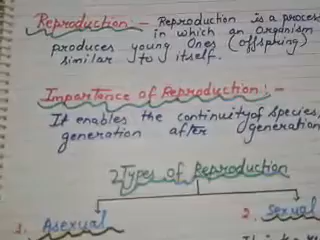 Reproduction :- Reproduction is a process
in which an Organism
produces young Ones (offspring)
similar to itself.
Importance of Reproduction :-
It enables the continuity of species,
generation after generation
2 Types of Reproduction
1. Asexual
2. Sexual